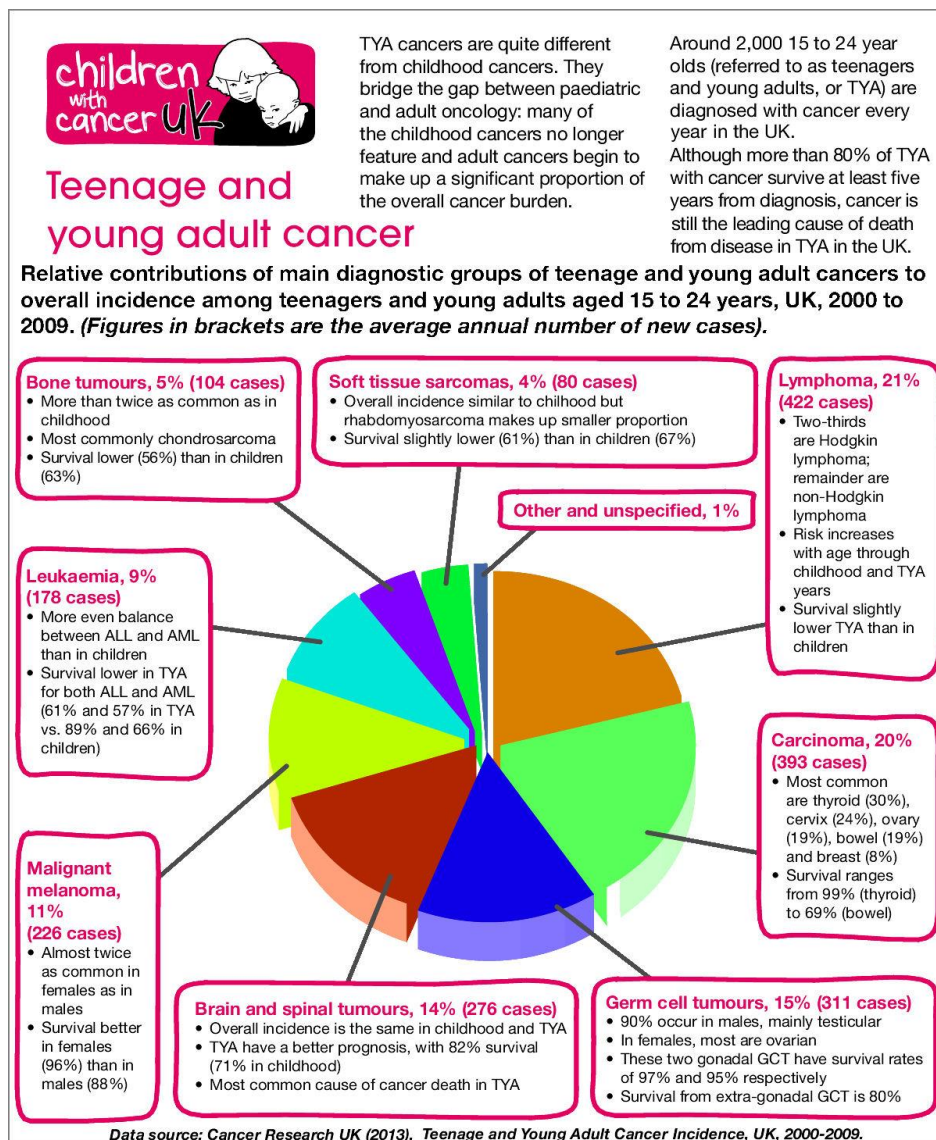 children
with
cancer uk
Teenage and
young adult cancer
TYA cancers are quite different
from childhood cancers. They
bridge the gap between paediatric
and adult oncology: many of
the childhood cancers no longer
feature and adult cancers begin to
make up a significant proportion of
the overall cancer burden.
Around 2,000 15 to 24 year
olds (referred to as teenagers
and young adults, or TYA) are
diagnosed with cancer every
year in the UK.
Although more than 80% of TYA
with cancer survive at least five
years from diagnosis, cancer is
still the leading cause of death
from disease in TYA in the UK.
Relative contributions of main diagnostic groups of teenage and young adult cancers to
overall incidence among teenagers and young adults aged 15 to 24 years, UK, 2000 to
2009. (Figures in brackets are the average annual number of new cases).
Bone tumours, 5% (104 cases)
• More than twice as common as in
childhood
• Most commonly chondrosarcoma
• Survival lower (56%) than in children
(63%)
Soft tissue sarcomas, 4% (80 cases)
• Overall incidence similar to chilhood but
rhabdomyosarcoma makes up smaller proportion
• Survival slightly lower (61%) than in children (67%)
Lymphoma, 21%
(422 cases)
• Two-thirds
are Hodgkin
lymphoma;
remainder are
non-Hodgkin
lymphoma
• Risk increases
with age through
childhood and TYA
years
• Survival slightly
lower TYA than in
children
Other and unspecified, 1%
Leukaemia, 9%
(178 cases)
• More even balance
between ALL and AML
than in children
• Survival lower in TYA
for both ALL and AML
(61% and 57% in TYA
vs. 89% and 66% in
children)
Carcinoma, 20%
(393 cases)
• Most common
are thyroid (30%),
cervix (24%), ovary
(19%), bowel (19%)
and breast (8%)
• Survival ranges
from 99% (thyroid)
to 69% (bowel)
Malignant
melanoma,
11%
(226 cases)
• Almost twice
as common in
females as in
males
• Survival better
in females
(96%) than in
males (88%)
Brain and spinal tumours, 14% (276 cases)
• Overall incidence is the same in childhood and TYA
• TYA have a better prognosis, with 82% survival
(71% in childhood)
• Most common cause of cancer death in TYA
Germ cell tumours, 15% (311 cases)
• 90% occur in males, mainly testicular
• In females, most are ovarian
• These two gonadal GCT have survival rates
of 97% and 95% respectively
• Survival from extra-gonadal GCT is 80%
Data source: Cancer Research UK (2013). Teenage and Young Adult Cancer Incidence, UK, 2000-2009.